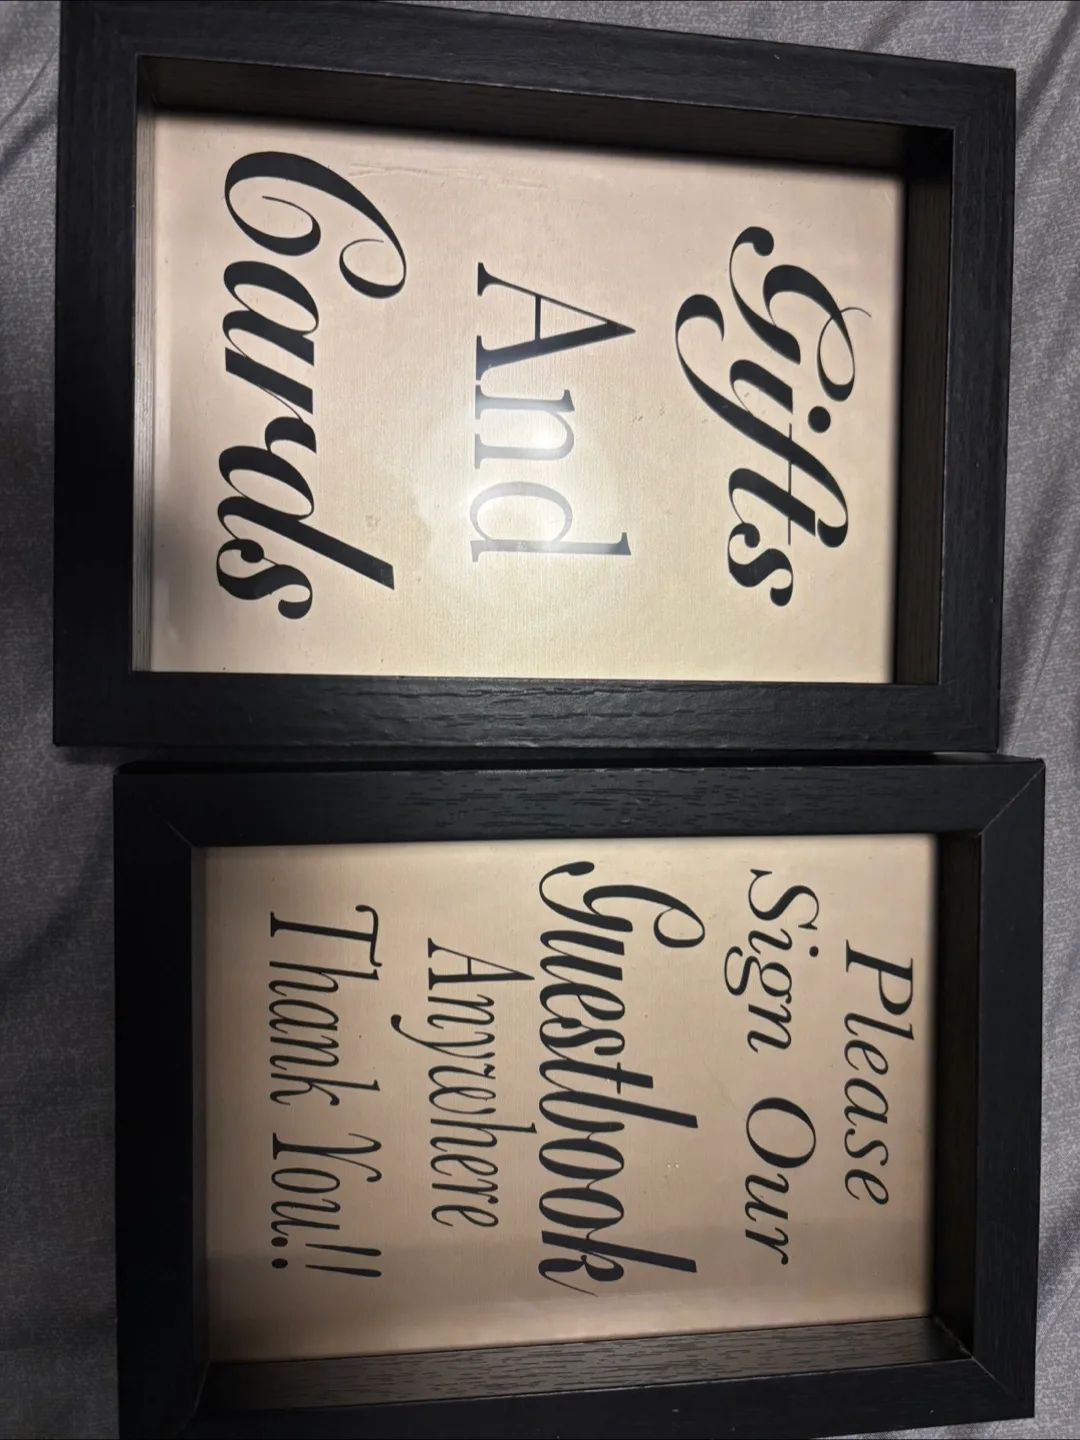 Gifts
And
Cards
Please
Sign Our
Guestbook
Anywhere
Thank You!!